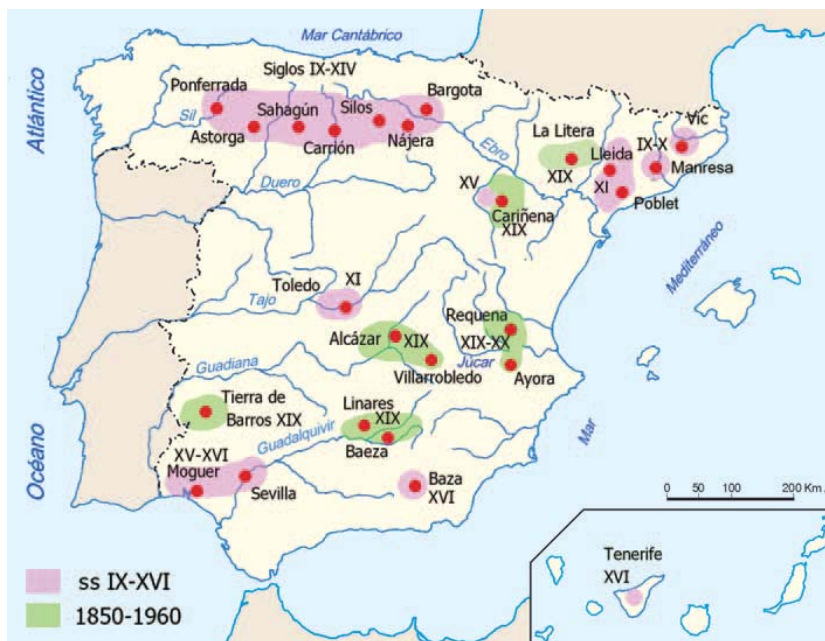 Mar Cantábrico
Siglos IX-XIV
Ponferrada
Bargota
Atlántico
Sahagún
Silos
Vic
Sil
La Litera
IX-X
Astorga
Nájera
Ebro
Lleida
Carrión
Manresa
XIX
Duero
XV
XI
Poblet
Cariñena
XIX
Mediterráneo
Toledo
XI
Tajo
Requena
Alcázar
XIX
XIX-XX
Júcar
Guadiana
Villarrobledo
Ayora
Tierra de
Barros XIX
Linares
XIX
Mar
Océano
XV-XVI
Guadalquivir
Baeza
Moguer
Sevilla
Baza
XVI
0 50 100 200 Km
Tenerife
XVI
ss IX-XVI
1850-1960